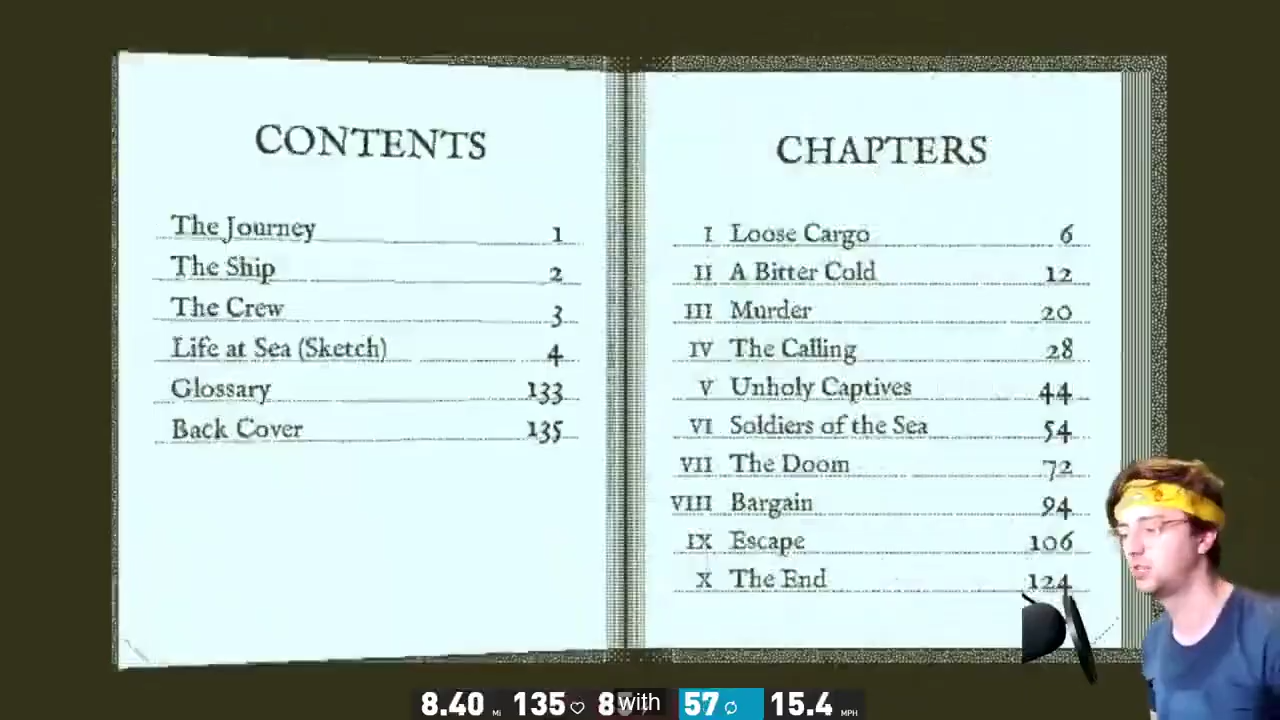 CONTENTS
The Journey 1
The Ship 2
The Crew 3
Life at Sea (Sketch) 4
Glossary 133
Back Cover 135
CHAPTERS
I Loose Cargo 6
II A Bitter Cold 12
III Murder 20
IV The Calling 28
V Unholy Captives 44
VI Soldiers of the Sea 54
VII The Doom 72
VIII Bargain 94
IX Escape 106
X The End 124
8.40 MI 135 8 with 57 15.4 MPH